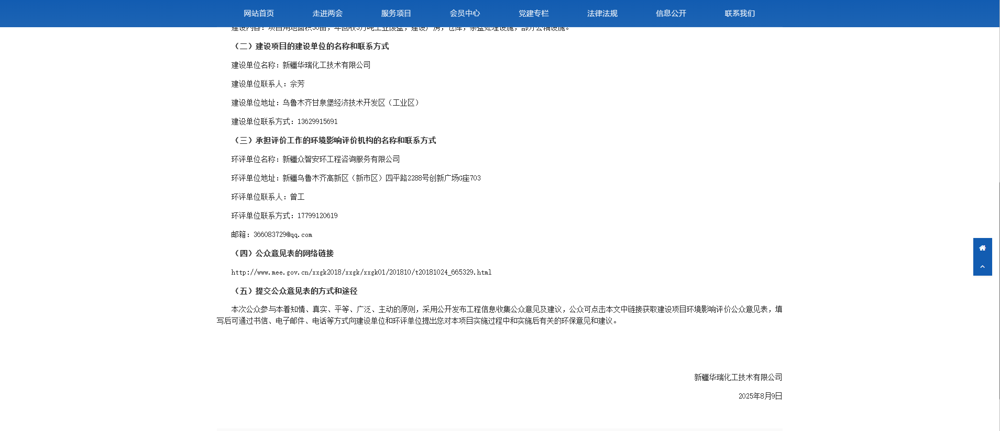 网站首页 走进两会 服务项目 会员中心 党建专栏 法律法规 信息公开 联系我们
建设内容：项目用地面积50亩，年回收5万吨工业废盐，建设厂房，仓库，杂盐处理设施，部分公辅设施。
（二）建设项目的建设单位的名称和联系方式
建设单位名称：新疆华瑞化工技术有限公司
建设单位联系人：佘芳
建设单位地址：乌鲁木齐甘泉堡经济技术开发区（工业区）
建设单位联系方式：13629915691
（三）承担评价工作的环境影响评价机构的名称和联系方式
环评单位名称：新疆众智安环工程咨询服务有限公司
环评单位地址：新疆乌鲁木齐高新区（新市区）四平路2288号创新广场G座703
环评单位联系人：曾工
环评单位联系方式：17799120619
邮箱：366083729@qq.com
（四）公众意见表的网络链接
http://www.mee.gov.cn/xxgk2018/xxgk/xxgk01/201810/t20181024_665329.html
（五）提交公众意见表的方式和途径
本次公众参与本着知情、真实、平等、广泛、主动的原则，采用公开发布工程信息收集公众意见及建议，公众可点击本文中链接获取建设项目环境影响评价公众意见表，填
写后可通过书信、电子邮件、电话等方式向建设单位和环评单位提出您对本项目实施过程中和实施后有关的环保意见和建议。
新疆华瑞化工技术有限公司
2025年8月9日